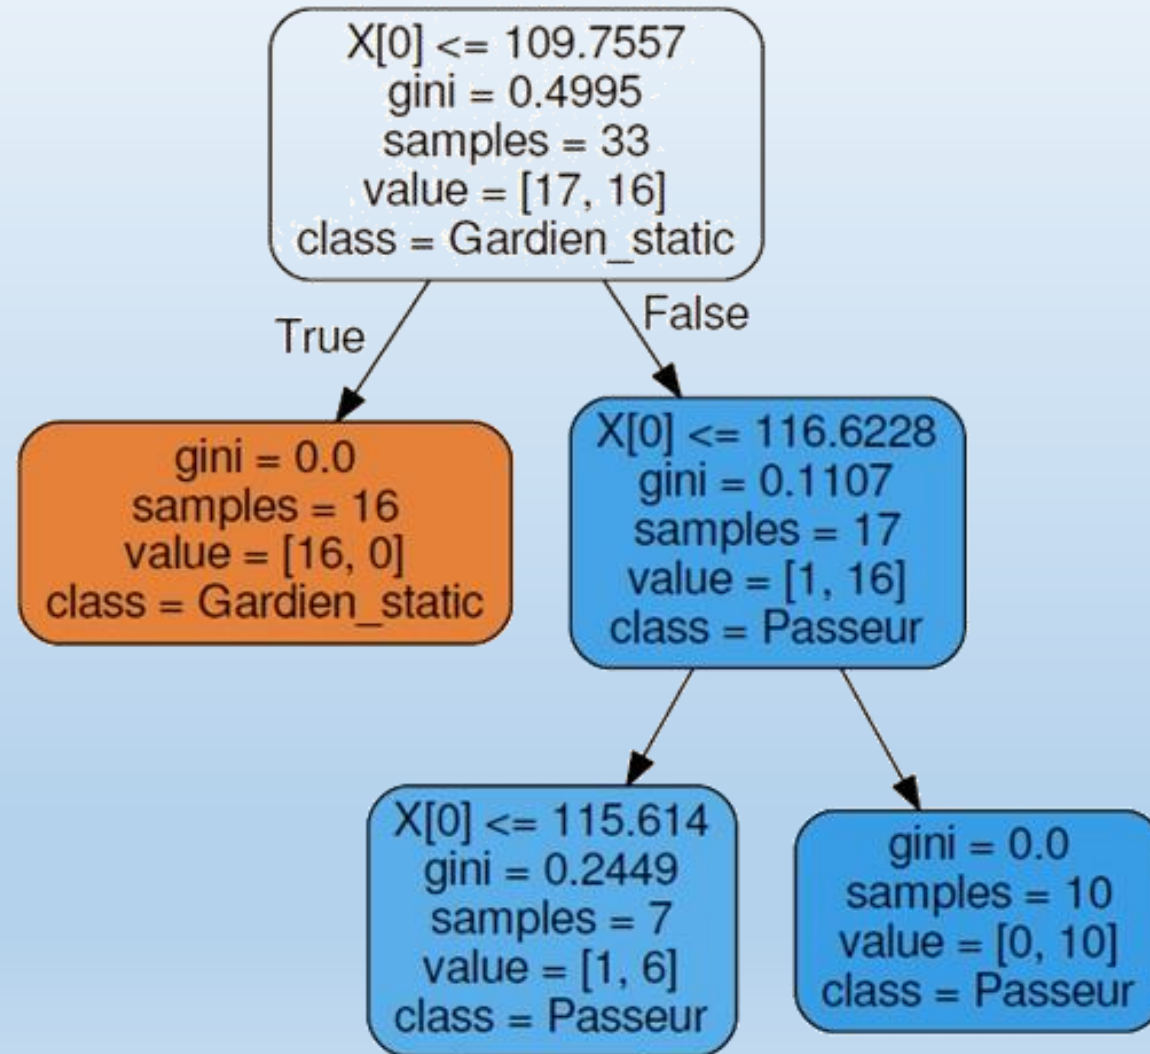 X[0] <= 109.7557
gini = 0.4995
samples = 33
value = [17, 16]
class = Gardien_static
True
False
gini = 0.0
samples = 16
value = [16, 0]
class = Gardien_static
X[0] <= 116.6228
gini = 0.1107
samples = 17
value = [1, 16]
class = Passeur
X[0] <= 115.614
gini = 0.2449
samples = 7
value = [1, 6]
class = Passeur
gini = 0.0
samples = 10
value = [0, 10]
class = Passeur